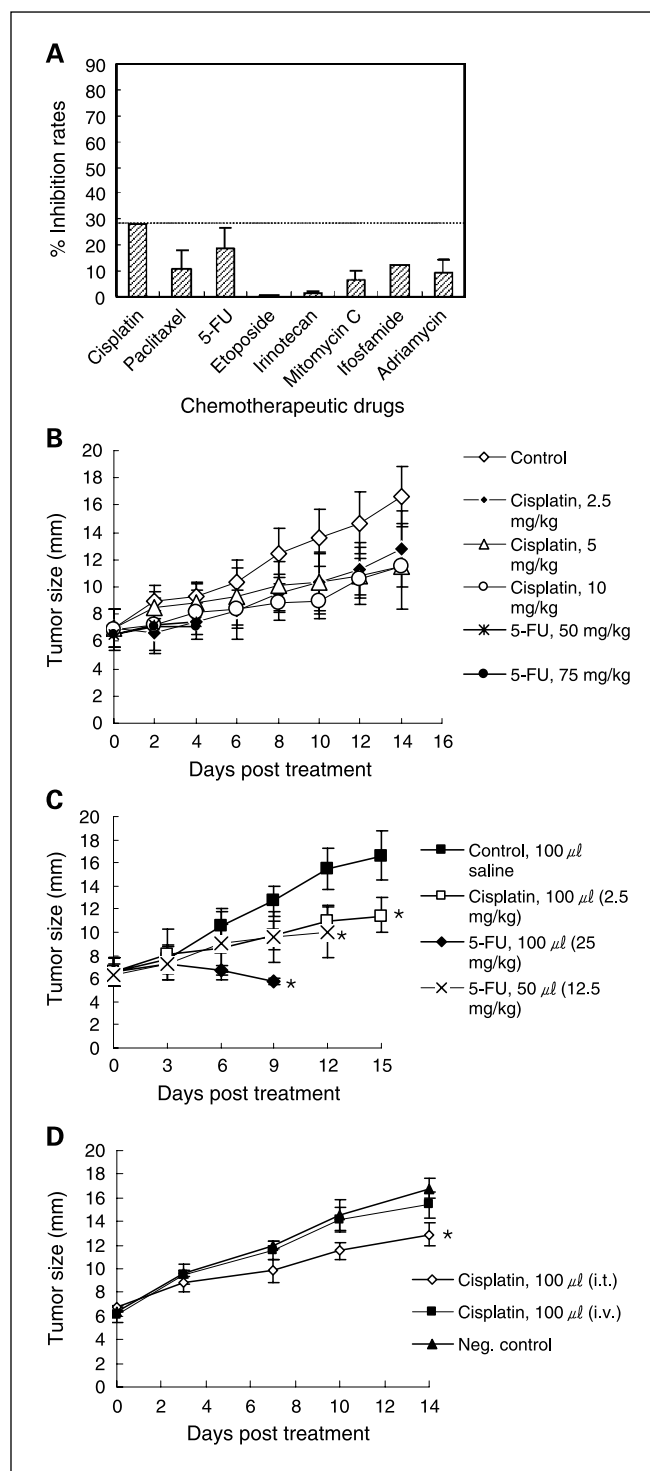 A
% Inhibition rates
90
80
70
60
50
40
30
20
10
0
Cisplatin
Paclitaxel
5-FU
Etoposide
Irinotecan
Mitomycin C
Ifosfamide
Adriamycin
Chemotherapeutic drugs
B
Tumor size (mm)
20
18
16
14
12
10
8
6
4
2
0
0 2 4 6 8 10 12 14 16
Days post treatment
Control
Cisplatin, 2.5
mg/kg
Cisplatin, 5
mg/kg
Cisplatin, 10
mg/kg
5-FU, 50 mg/kg
5-FU, 75 mg/kg
C
Tumor size (mm)
20
18
16
14
12
10
8
6
4
2
0
0 3 6 9 12 15
Days post treatment
*
*
*
Control, 100 μl
saline
Cisplatin, 100 μl (2.5
mg/kg)
5-FU, 100 μl (25
mg/kg)
5-FU, 50 μl (12.5
mg/kg)
D
Tumor size (mm)
20
18
16
14
12
10
8
6
4
2
0
0 2 4 6 8 10 12 14
Days post treatment
*
Cisplatin, 100 μl (i.t.)
Cisplatin, 100 μl (i.v.)
Neg. control